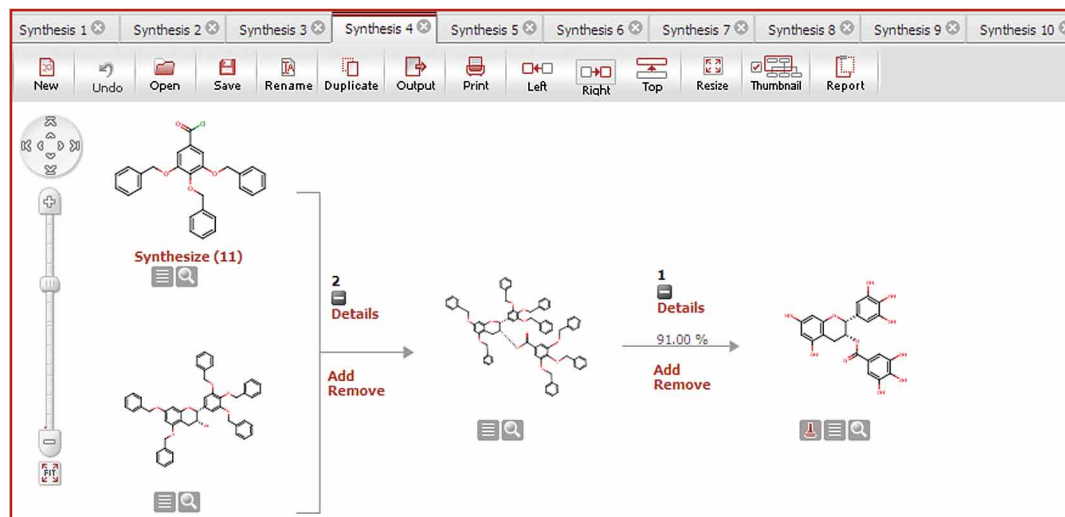 Synthesis 1 Synthesis 2 Synthesis 3 Synthesis 4 Synthesis 5 Synthesis 6 Synthesis 7 Synthesis 8 Synthesis 9 Synthesis 10
New Undo Open Save Rename Duplicate Output Print Left Right Top Resize Thumbnail Report
Synthesize (11)
2
Details
Add
Remove
1
Details
91.00 %
Add
Remove
FIT